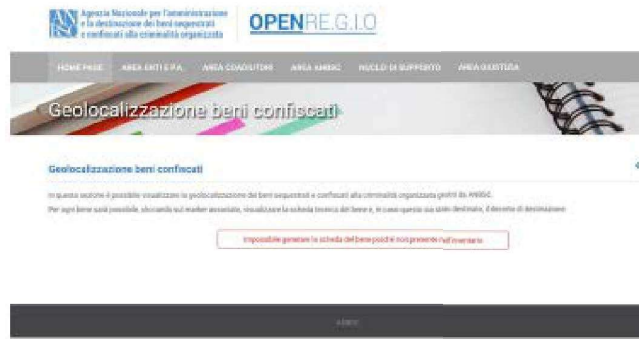 Agenzia Nazionale per l'amministrazione
e la destinazione dei beni sequestrati
e confiscati alla criminalità organizzata
OPENRE.G.I.O
HOME PAGE AREA ENTI E P.A. AREA COADIUTORI AREA ANBSC NUCLEO DI SUPPORTO AREA GIUSTIZIA
Geolocalizzazione beni confiscati
Geolocalizzazione beni confiscati
In questa sezione è possibile visualizzare la geolocalizzazione dei beni sequestrati e confiscati alla criminalità organizzata gestiti da ANBSC.
Per ogni bene sarà possibile, cliccando sul marker associato, visualizzare la scheda tecnica del bene e, in caso questo sia stato destinato, il decreto di destinazione
Impossibile generare la scheda del bene poiché non presente nell'inventario